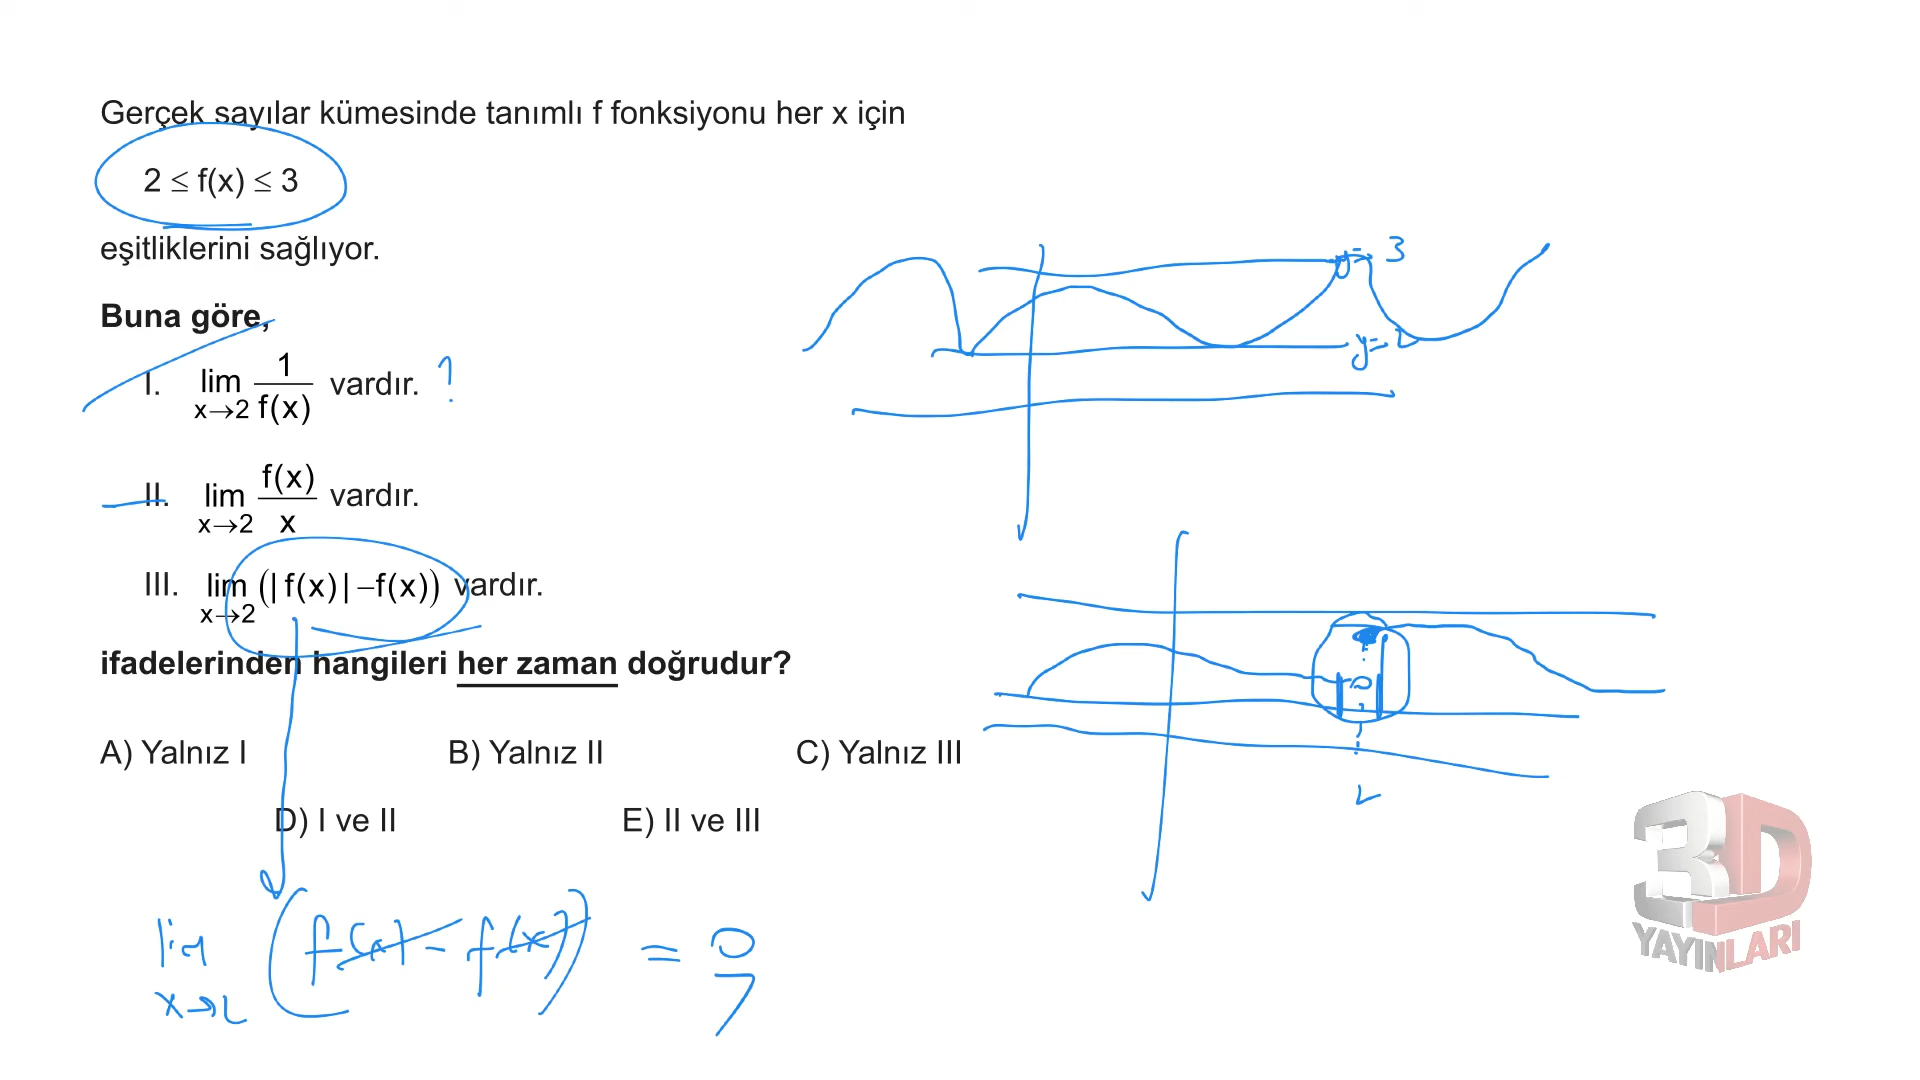 Gerçek sayılar kümesinde tanımlı f fonksiyonu her x için
2 ≤ f(x) ≤ 3
eşitliklerini sağlıyor.
Buna göre,
I. lim x→2 1/f(x) vardır. ?
II. lim x→2 f(x)/x vardır.
III. lim x→2 (|f(x)|−f(x)) vardır.
ifadelerinden hangileri her zaman doğrudur?
A) Yalnız I B) Yalnız II C) Yalnız III
D) I ve II E) II ve III
lim x→2 (f(x) - f(x)) = 0
y= 3
y= 2
2
3D
YAYINLARI